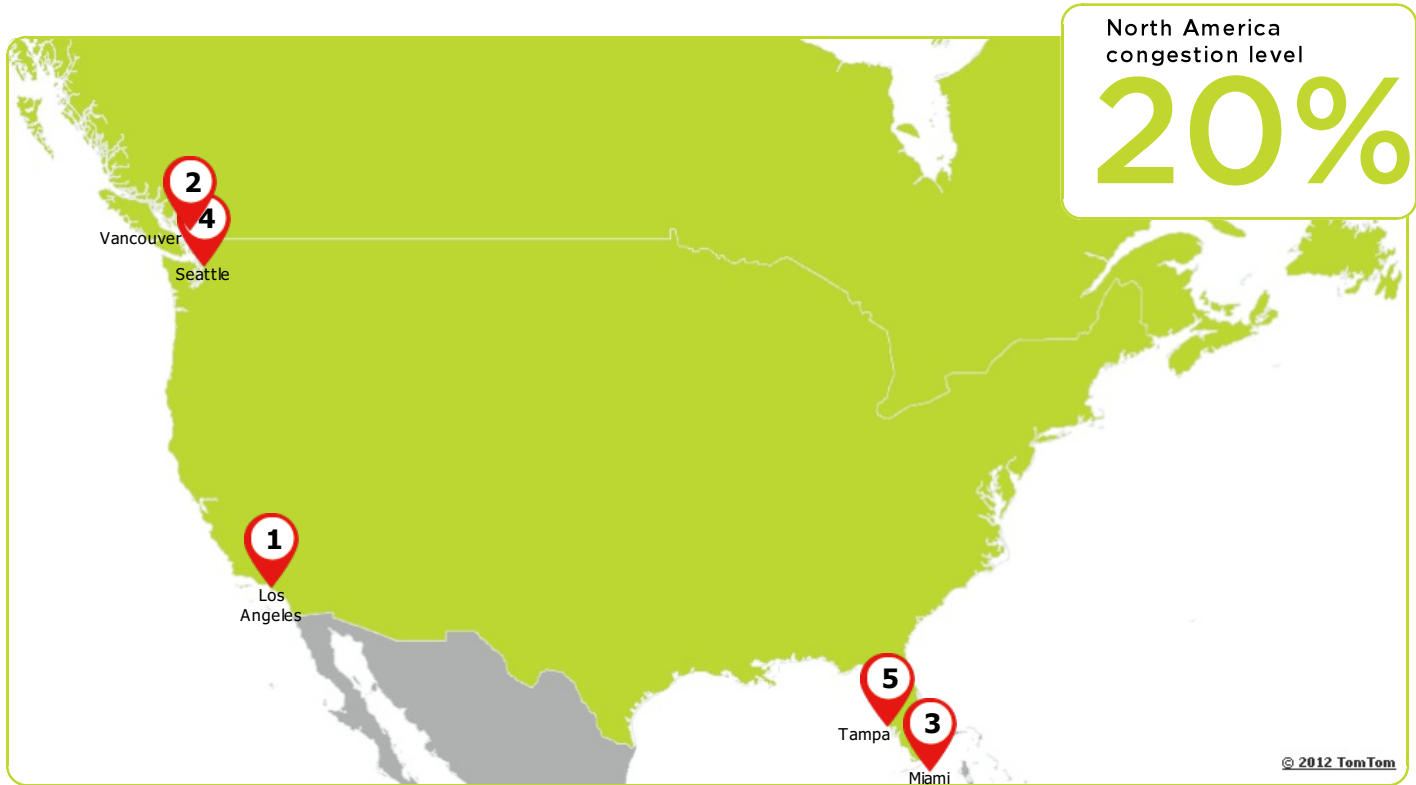 North America
congestion level
20%
2
4
Vancouver
Seattle
1
Los
Angeles
5
3
Tampa
Miami
© 2012 TomTom